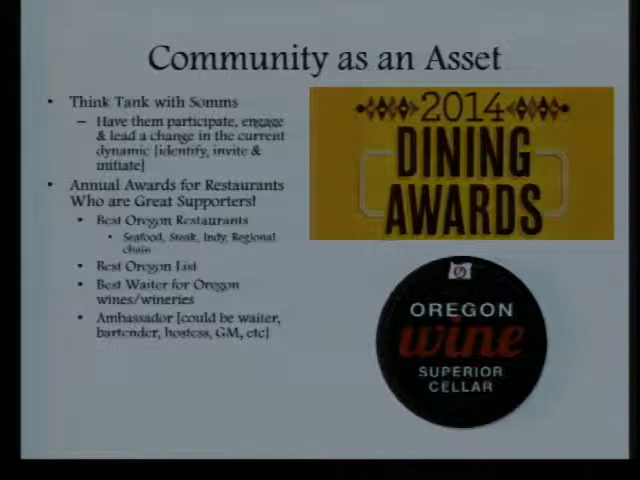 Community as an Asset
• Think Tank with Somms
– Have them participate, engage
& lead a change in the current
dynamic [identify, invite &
initiate]
• Annual Awards for Restaurants
Who are Great Supporters!
• Best Oregon Restaurants
• Seafood, Steak, Indy, Regional
chain
• Best Oregon List
• Best Waiter for Oregon
wines/wineries
• Ambassador [could be waiter,
bartender, hostess, GM, etc]
2014
DINING
AWARDS
OREGON
wine
SUPERIOR
CELLAR